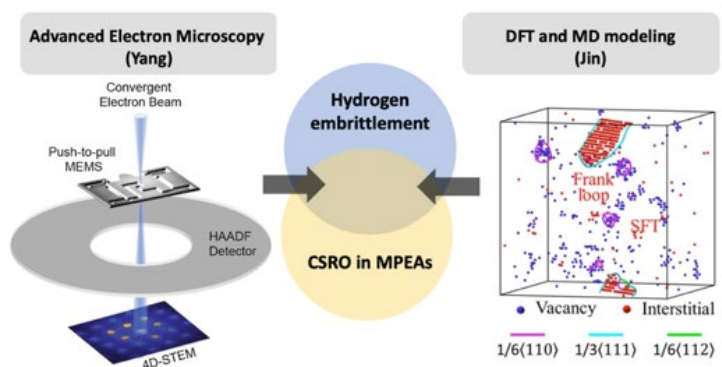 Advanced Electron Microscopy
(Yang)
Convergent
Electron Beam
Push-to-pull
MEMS
HAADF
Detector
4D-STEM
Hydrogen
embrittlement
CSRO in MPEAs
DFT and MD modeling
(Jin)
Frank
loop
SFT
Vacancy
Interstitial
1/6⟨110⟩
1/3⟨111⟩
1/6⟨112⟩